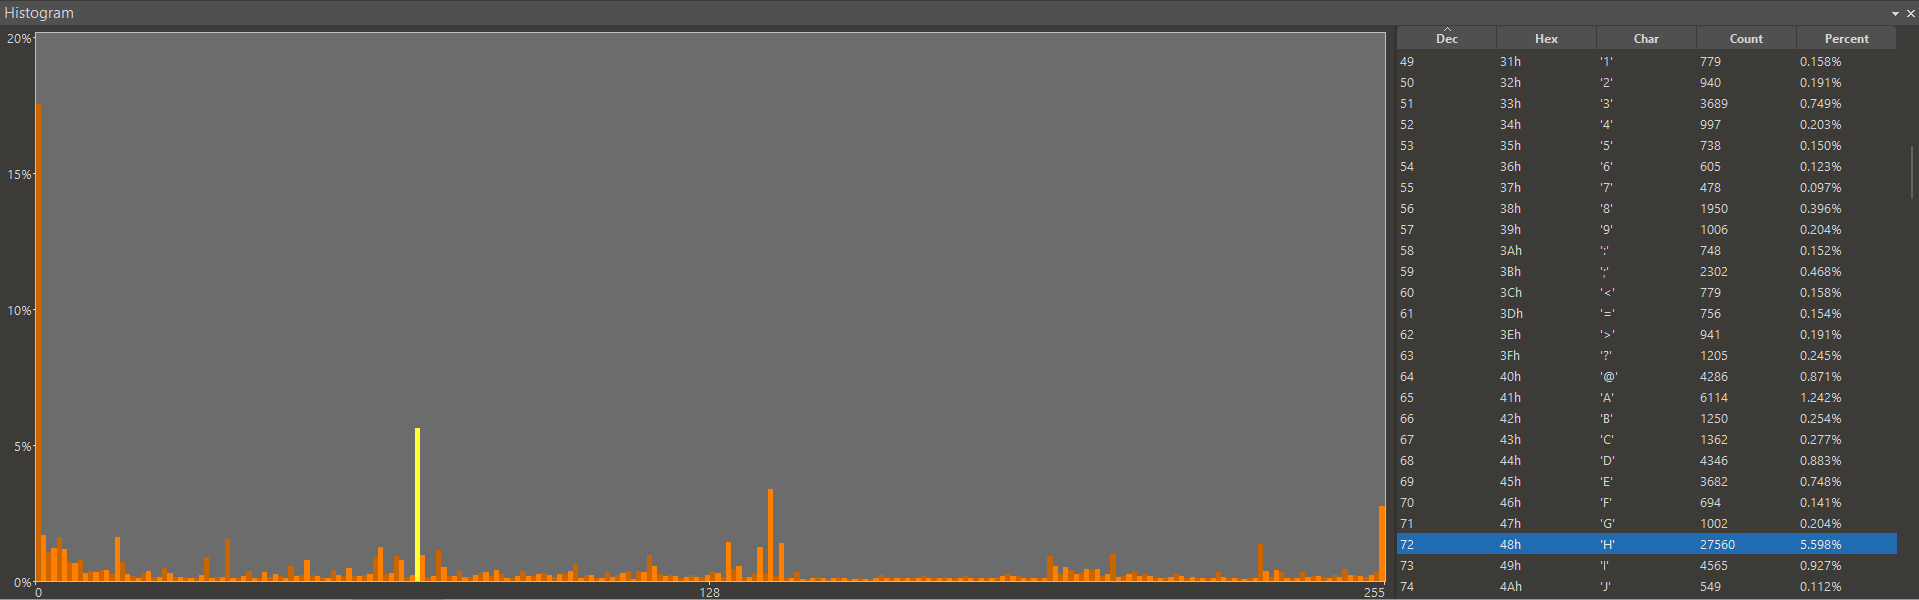 Histogram
20%
15%
10%
5%
0%
0 128 255
Dec Hex Char Count Percent
49 31h '1' 779 0.158%
50 32h '2' 940 0.191%
51 33h '3' 3689 0.749%
52 34h '4' 997 0.203%
53 35h '5' 738 0.150%
54 36h '6' 605 0.123%
55 37h '7' 478 0.097%
56 38h '8' 1950 0.396%
57 39h '9' 1006 0.204%
58 3Ah ':' 748 0.152%
59 3Bh ';' 2302 0.468%
60 3Ch '<' 779 0.158%
61 3Dh '=' 756 0.154%
62 3Eh '>' 941 0.191%
63 3Fh '?' 1205 0.245%
64 40h '@' 4286 0.871%
65 41h 'A' 6114 1.242%
66 42h 'B' 1250 0.254%
67 43h 'C' 1362 0.277%
68 44h 'D' 4346 0.883%
69 45h 'E' 3682 0.748%
70 46h 'F' 694 0.141%
71 47h 'G' 1002 0.204%
72 48h 'H' 27560 5.598%
73 49h 'I' 4565 0.927%
74 4Ah 'J' 549 0.112%